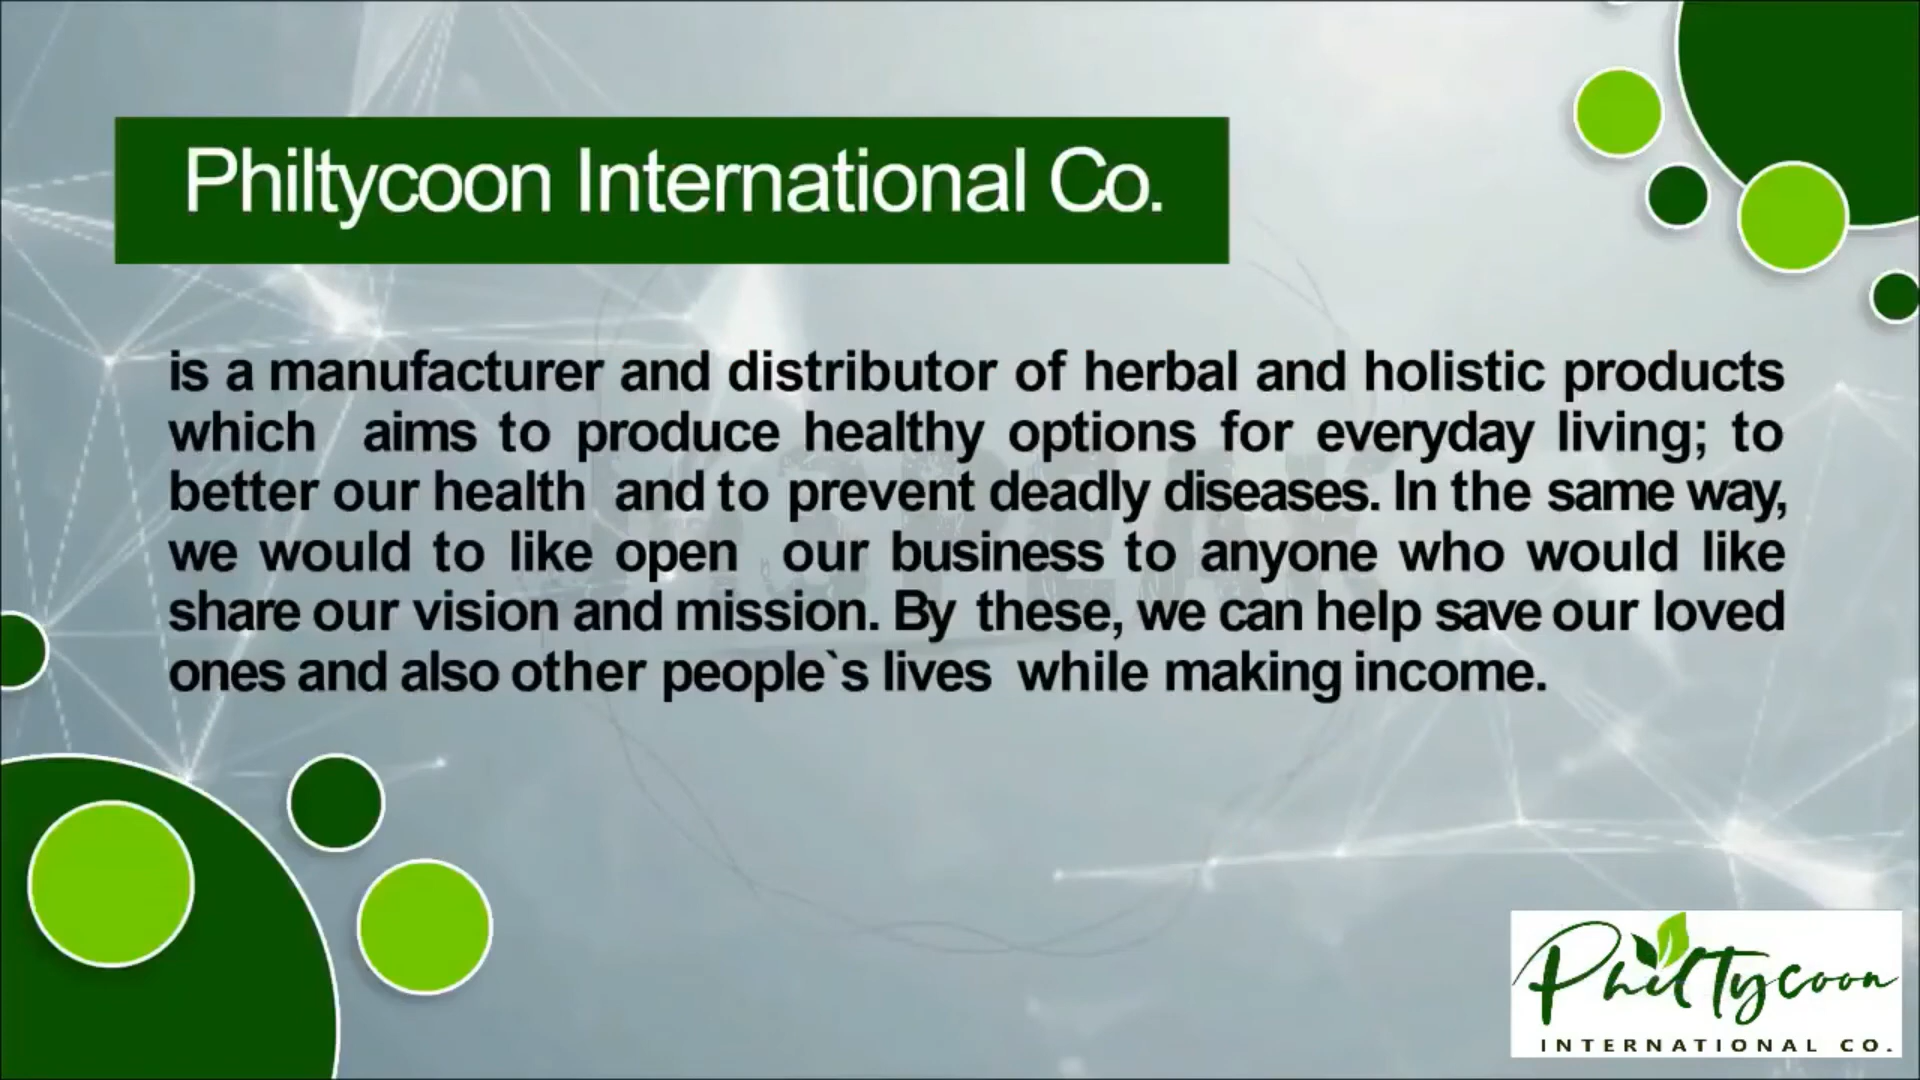 Philtycoon International Co.
is a manufacturer and distributor of herbal and holistic products
which aims to produce healthy options for everyday living; to
better our health and to prevent deadly diseases. In the same way,
we would to like open our business to anyone who would like
share our vision and mission. By these, we can help save our loved
ones and also other people`s lives while making income.
PhilTycoon
INTERNATIONAL CO.